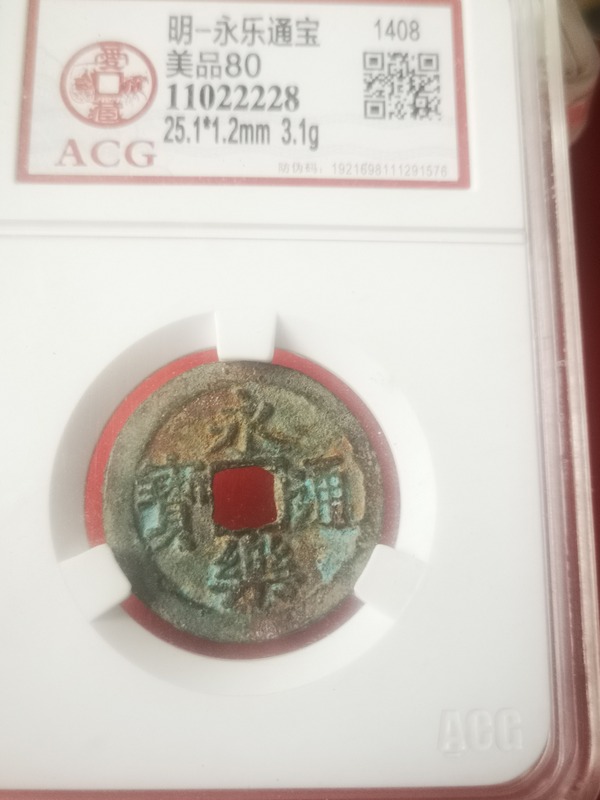 明-永乐通宝 1408
美品80
11022228
25.1*1.2mm 3.1g
ACG
防伪码：1921698111291578
永
寶 通
樂
ACG